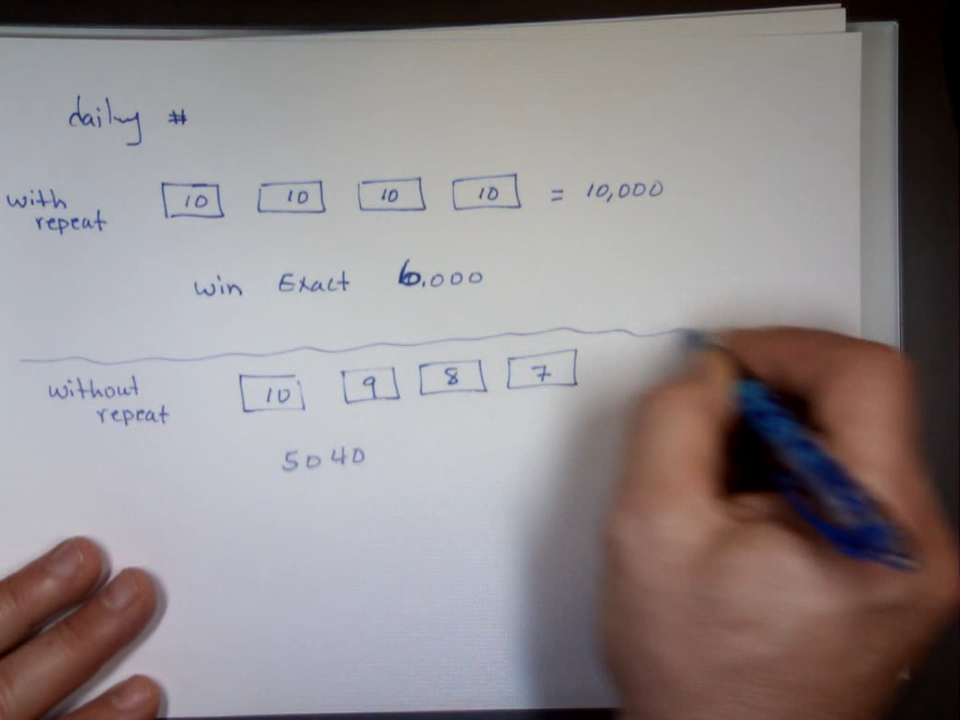 daily #
with repeat 10 10 10 10 = 10,000
win Exact 6.000
without repeat 10 9 8 7
5040